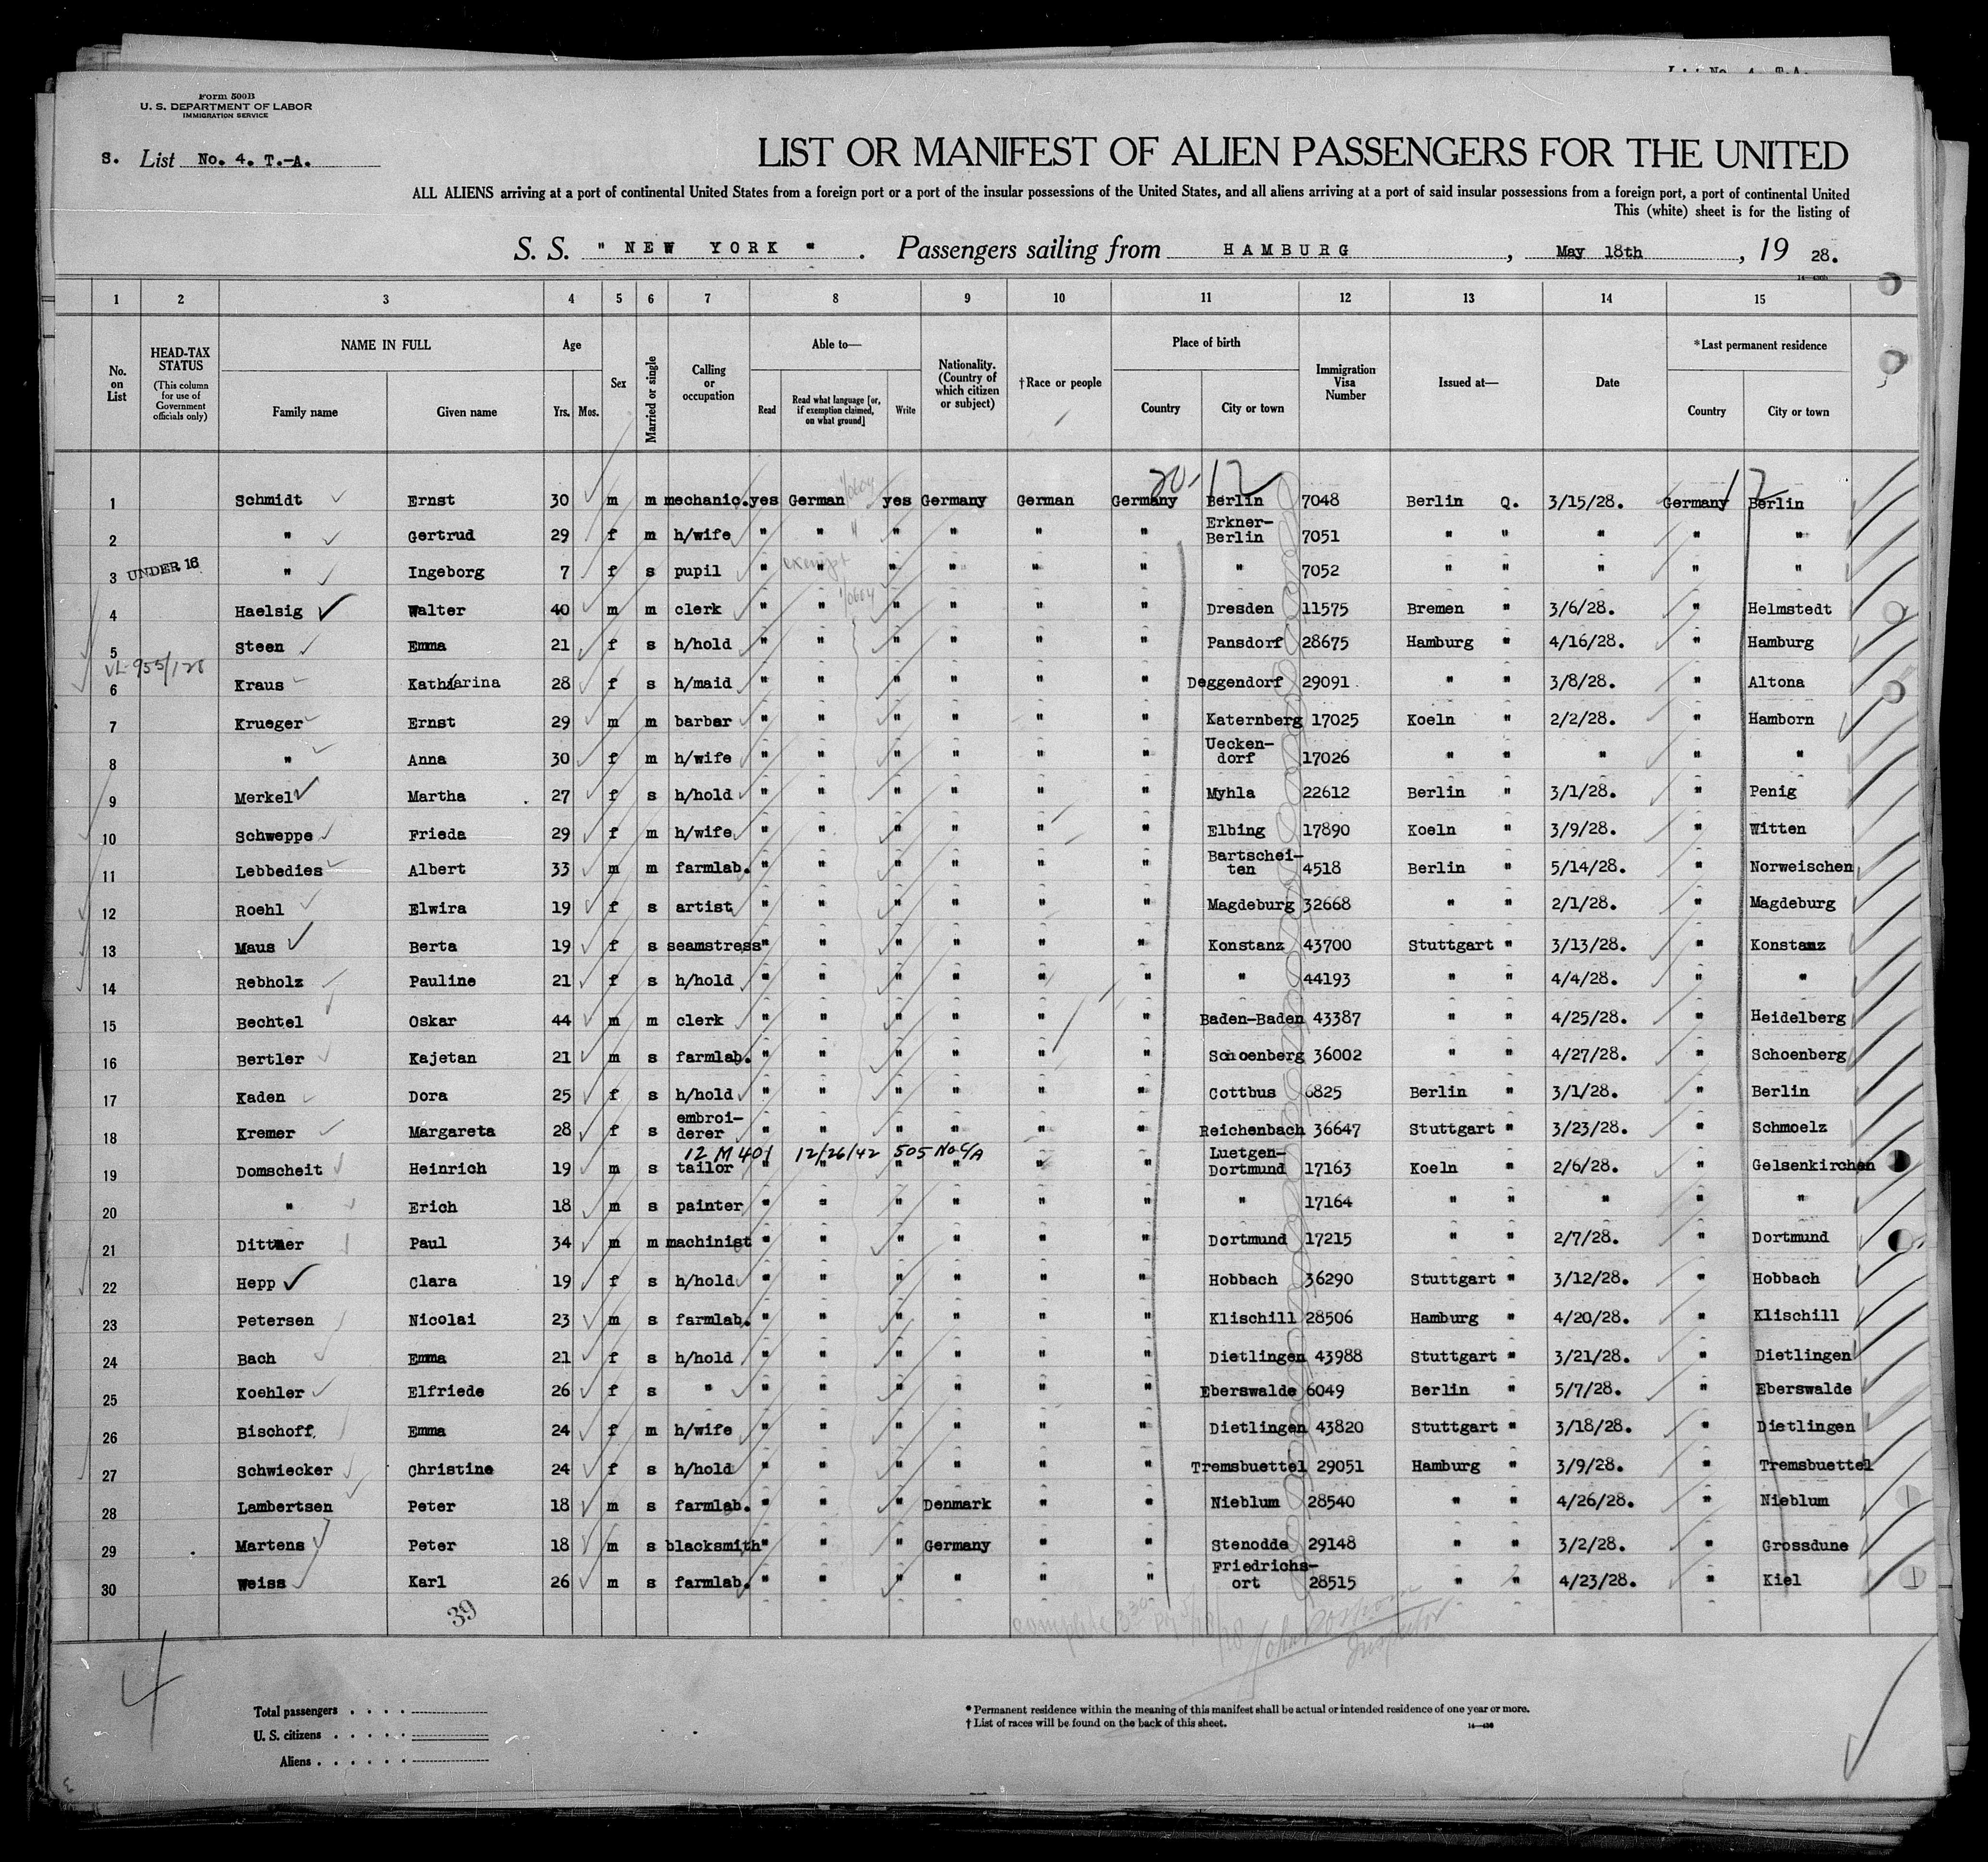 List No. 4. T.-A.
Form 500B
U. S. DEPARTMENT OF LABOR
IMMIGRATION SERVICE
S. List No. 4. T.-A.
LIST OR MANIFEST OF ALIEN PASSENGERS FOR THE UNITED
ALL ALIENS arriving at a port of continental United States from a foreign port or a port of the insular possessions of the United States, and all aliens arriving at a port of said insular possessions from a foreign port, a port of continental United
This (white) sheet is for the listing of
S. S. " NEW YORK " . Passengers sailing from HAMBURG , May 18th , 19 28.
1 2 3 4 5 6 7 8 9 10 11 12 13 14 15
No. on List
HEAD-TAX STATUS (This column for use of Government officials only)
NAME IN FULL
Family name Given name
Age
Yrs. Mos.
Sex
Married or single
Calling or occupation
Able to—
Read Read what language [or, if exemption claimed, on what ground] Write
Nationality. (Country of which citizen or subject)
†Race or people
Place of birth
Country City or town
Immigration Visa Number
Issued at—
Date
*Last permanent residence
Country City or town
20-12 12
1 Schmidt Ernst 30 m m mechanic. yes German yes Germany German Germany Berlin 7048 Berlin Q. 3/15/28. Germany Berlin
2 " Gertrud 29 f m h/wife " " " " " " Erkner-Berlin 7051 " " " " "
3 UNDER 16 " Ingeborg 7 f s pupil " exempt " " " " " " 7052 " " " " "
4 Haelsig Walter 40 m m clerk " " " " " " Dresden 11575 Bremen " 3/6/28. " Helmstedt
5 Steen Emma 21 f s h/hold " " " " " " Pansdorf 28675 Hamburg " 4/16/28. " Hamburg
VL-955/128
6 Kraus Katharina 28 f s h/maid " " " " " " Deggendorf 29091 " " 3/8/28. " Altona
7 Krueger Ernst 29 m m barber " " " " " " Katernberg 17025 Koeln " 2/2/28. " Hamborn
8 " Anna 30 f m h/wife " " " " " " Uecken-dorf 17026 " " " " "
9 Merkel Martha 27 f s h/hold " " " " " " Myhla 22612 Berlin " 3/1/28. " Penig
10 Schweppe Frieda 29 f m h/wife " " " " " " Elbing 17890 Koeln " 3/9/28. " Witten
11 Lebbedies Albert 33 m m farmlab. " " " " " " Bartschei-ten 4518 Berlin " 5/14/28. " Norweischen
12 Roehl Elwira 19 f s artist " " " " " " Magdeburg 32668 " " 2/1/28. " Magdeburg
13 Maus Berta 19 f s seamstress " " " " " " Konstanz 43700 Stuttgart " 3/13/28. " Konstanz
14 Rebholz Pauline 21 f s h/hold " " " " " " " 44193 " " 4/4/28. " "
15 Bechtel Oskar 44 m m clerk " " " " " " Baden-Baden 43387 " " 4/25/28. " Heidelberg
16 Bertler Kajetan 21 m s farmlab. " " " " " " Schoenberg 36002 " " 4/27/28. " Schoenberg
17 Kaden Dora 25 f s h/hold " " " " " " Cottbus 6825 Berlin " 3/1/28. " Berlin
18 Kremer Margareta 28 f s embroi-derer " " " " " " Reichenbach 36647 Stuttgart " 3/23/28. " Schmoelz
12 M 401 12/26/42 505 No C/A
19 Domscheit Heinrich 19 m s tailor " " " " " " Luetgen-Dortmund 17163 Koeln " 2/6/28. " Gelsenkirchen
20 " Erich 18 m s painter " " " " " " " 17164 " " " " "
21 Dittmer Paul 34 m m machinist " " " " " " Dortmund 17215 " " 2/7/28. " Dortmund
22 Hepp Clara 19 f s h/hold " " " " " " Hobbach 36290 Stuttgart " 3/12/28. " Hobbach
23 Petersen Nicolai 23 m s farmlab. " " " " " " Klischill 28506 Hamburg " 4/20/28. " Klischill
24 Bach Emma 21 f s h/hold " " " " " " Dietlingen 43988 Stuttgart " 3/21/28. " Dietlingen
25 Koehler Elfriede 26 f s " " " " " " " Eberswalde 6049 Berlin " 5/7/28. " Eberswalde
26 Bischoff. Emma 24 f m h/wife " " " " " " Dietlingen 43820 Stuttgart " 3/18/28. " Dietlingen
27 Schwiecker Christine 24 f s h/hold " " " " " " Tremsbuettel 29051 Hamburg " 3/9/28. " Tremsbuettel
28 Lambertsen Peter 18 m s farmlab. " " " Denmark " " Nieblum 28540 " " 4/26/28. " Nieblum
29 Martens Peter 18 m s blacksmith " " " Germany " " Stenodde 29148 " " 3/2/28. " Grossdune
30 Weiss Karl 26 m s farmlab. " " " " " " Friedrichs-ort 28515 " " 4/23/28. " Kiel
39
complete
Inspector
4
Total passengers . . . .
U. S. citizens . . . . .
Aliens . . . . . .
* Permanent residence within the meaning of this manifest shall be actual or intended residence of one year or more.
† List of races will be found on the back of this sheet.